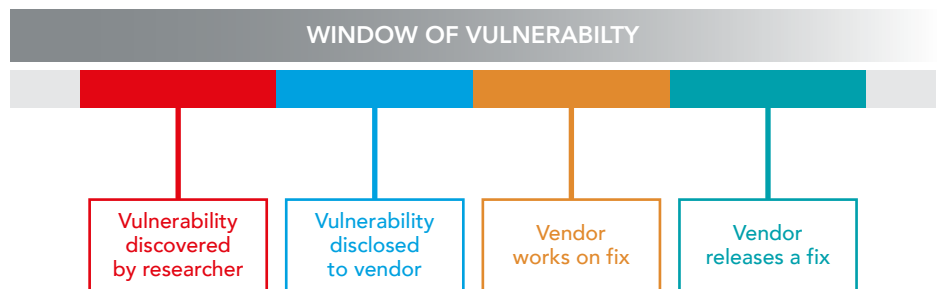 WINDOW OF VULNERABILTY
Vulnerability
discovered
by researcher
Vulnerability
disclosed
to vendor
Vendor
works on fix
Vendor
releases a fix